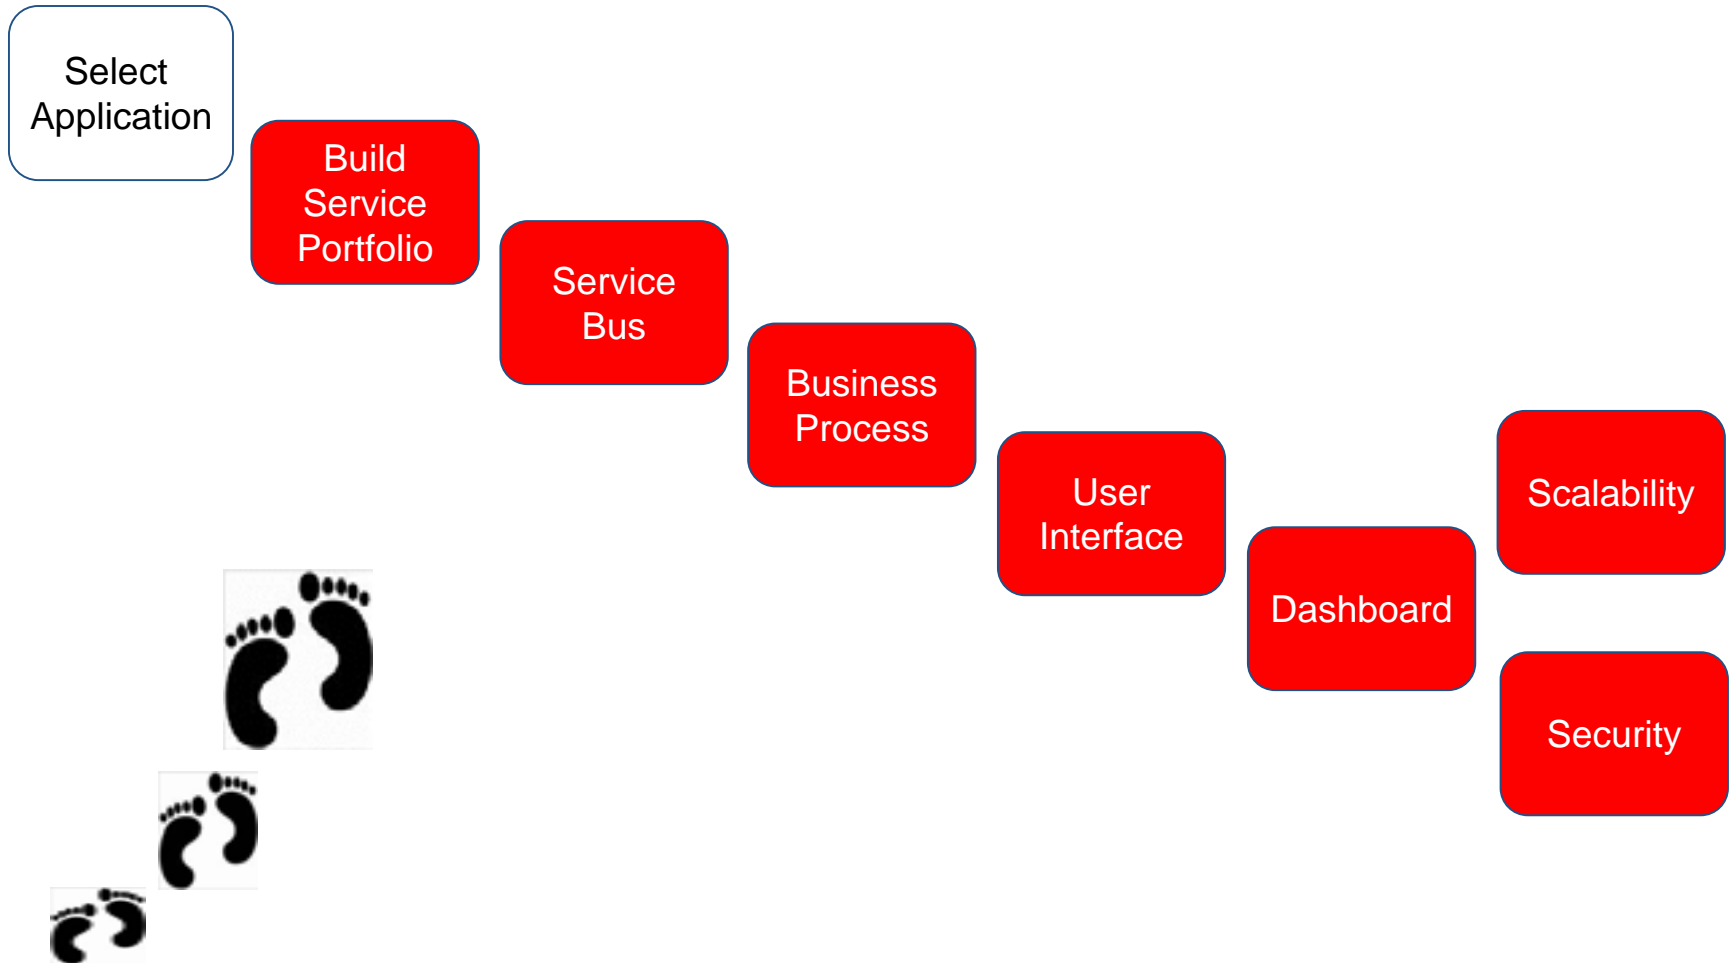 Select
Application
Build
Service
Portfolio
Service
Bus
Business
Process
User
Interface
Dashboard
Scalability
Security